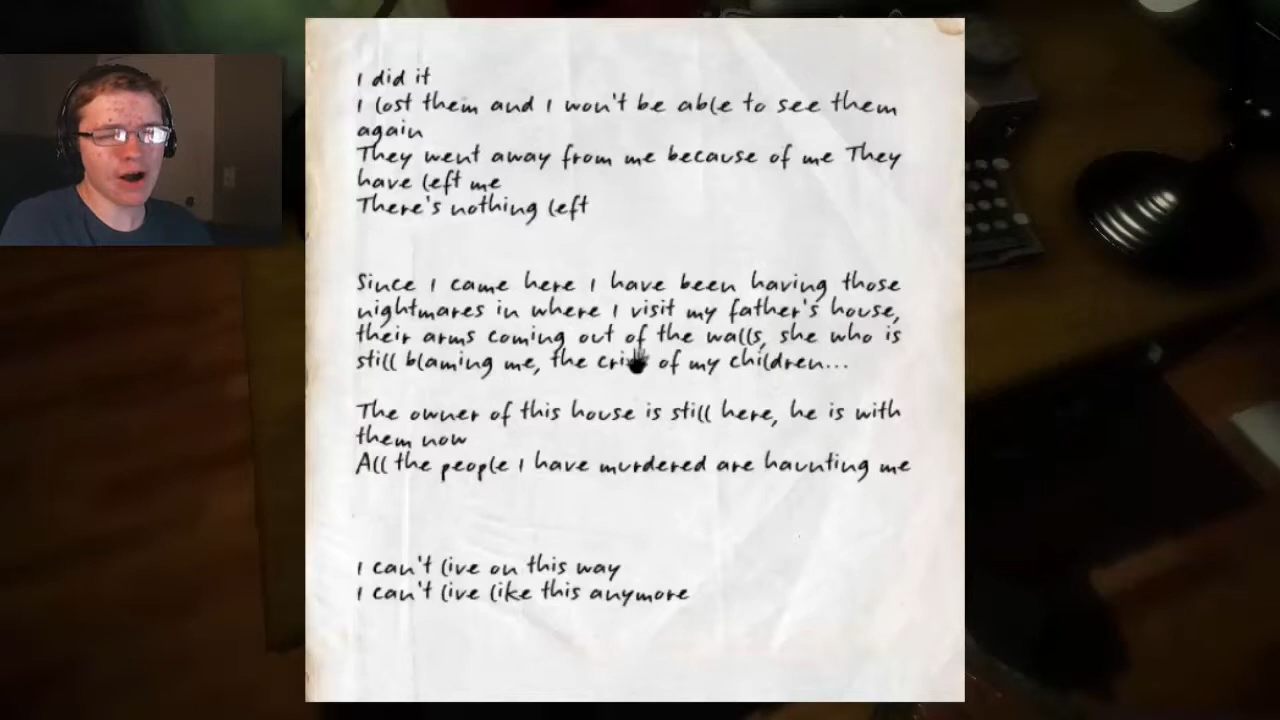 I did it
I lost them and I won't be able to see them
again
They went away from me because of me They
have left me
There's nothing left
Since I came here I have been having those
nightmares in where I visit my father's house,
their arms coming out of the walls, she who is
still blaming me, the of my children...
The owner of this house is still here, he is with
them now
All the people I have murdered are haunting me
I can't live on this way
I can't live like this anymore